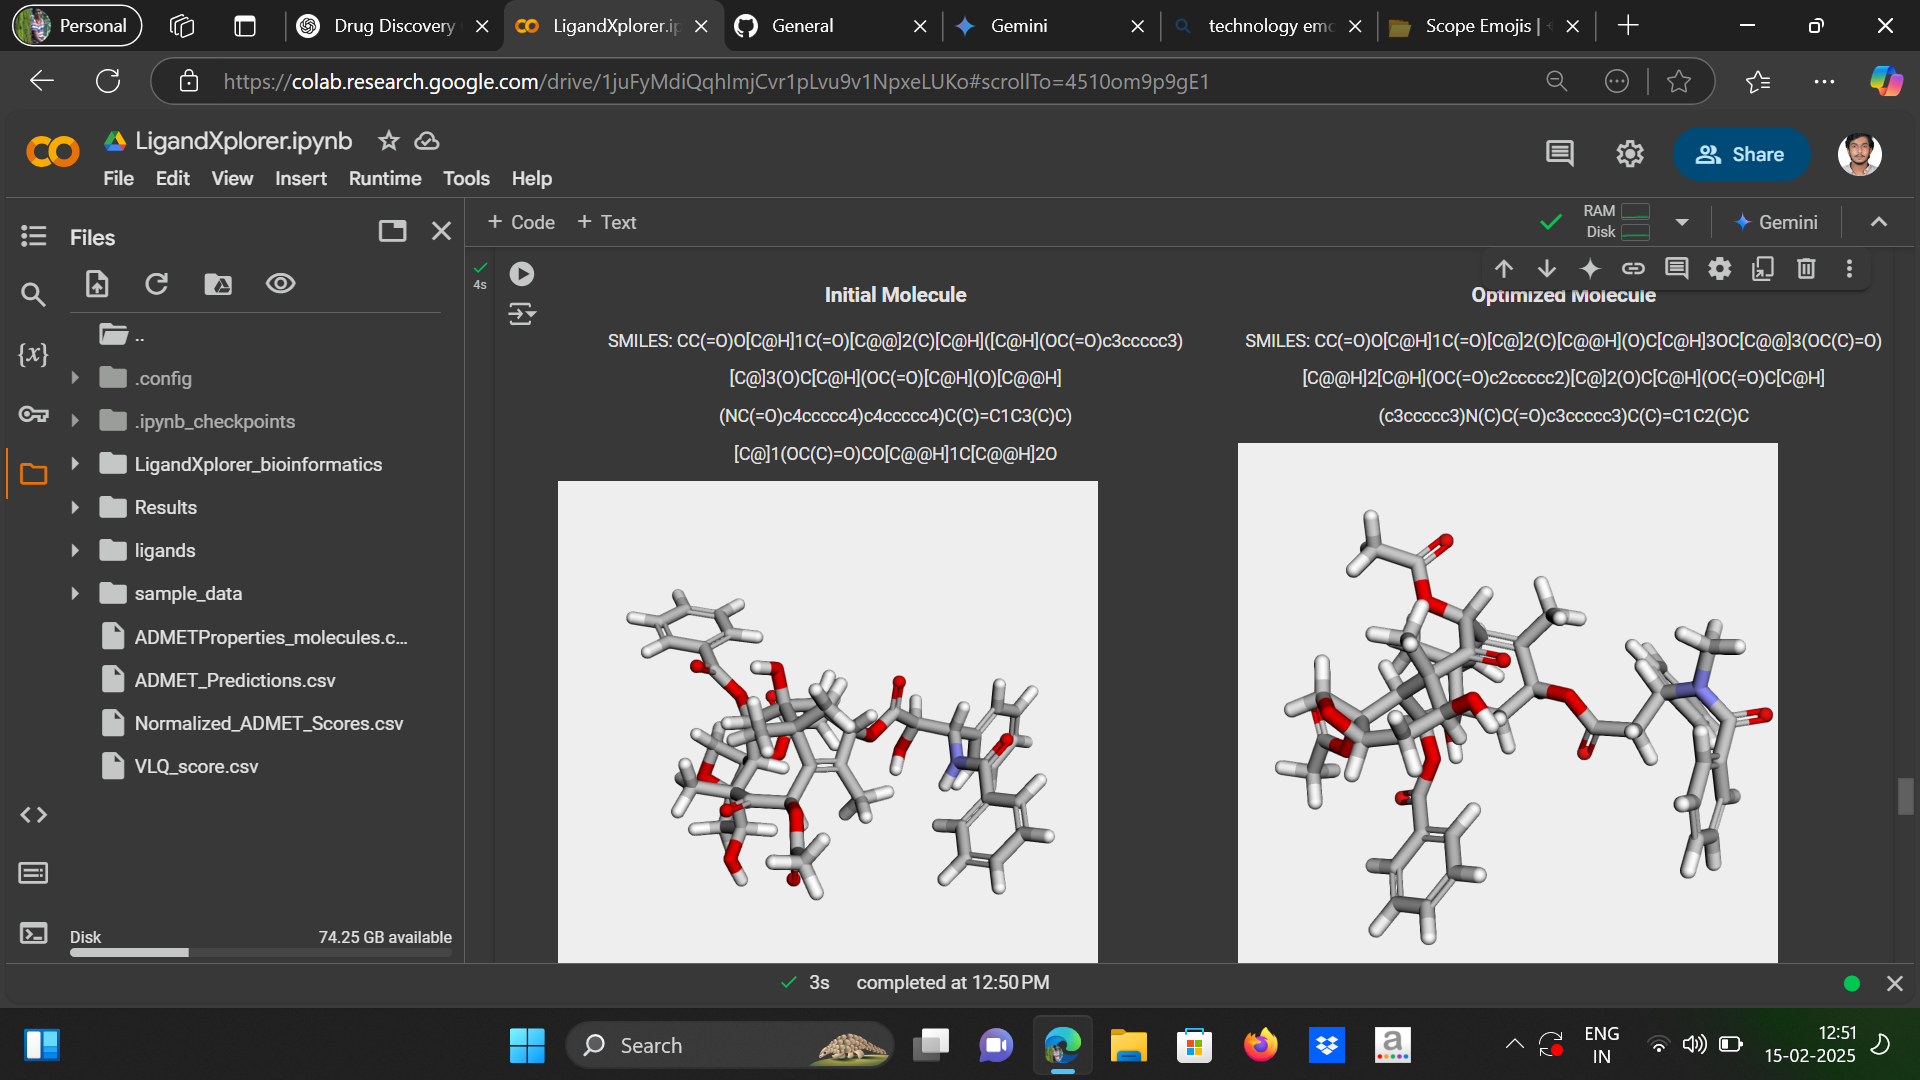 Personal
Drug Discovery
LigandXplorer.ip
General
Gemini
technology emo
Scope Emojis |
https://colab.research.google.com/drive/1juFyMdiQqhImjCvr1pLvu9v1NpxeLUKo#scrollTo=4510om9p9gE1
LigandXplorer.ipynb
Share
File Edit View Insert Runtime Tools Help
Files
+ Code + Text
RAM
Disk
Gemini
4s
..
.config
.ipynb_checkpoints
LigandXplorer_bioinformatics
Results
ligands
sample_data
ADMETProperties_molecules.c...
ADMET_Predictions.csv
Normalized_ADMET_Scores.csv
VLQ_score.csv
{x}
Disk 74.25 GB available
Initial Molecule
SMILES: CC(=O)O[C@H]1C(=O)[C@@]2(C)[C@H]([C@H](OC(=O)c3ccccc3)
[C@]3(O)C[C@H](OC(=O)[C@H](O)[C@@H]
(NC(=O)c4ccccc4)c4ccccc4)C(C)=C1C3(C)C)
[C@]1(OC(C)=O)CO[C@@H]1C[C@@H]2O
Optimized Molecule
SMILES: CC(=O)O[C@H]1C(=O)[C@]2(C)[C@@H](O)C[C@H]3OC[C@@]3(OC(C)=O)
[C@@H]2[C@H](OC(=O)c2ccccc2)[C@]2(O)C[C@H](OC(=O)C[C@H]
(c3ccccc3)N(C)C(=O)c3ccccc3)C(C)=C1C2(C)C
3s completed at 12:50 PM
Search
a
ENG
IN
12:51
15-02-2025